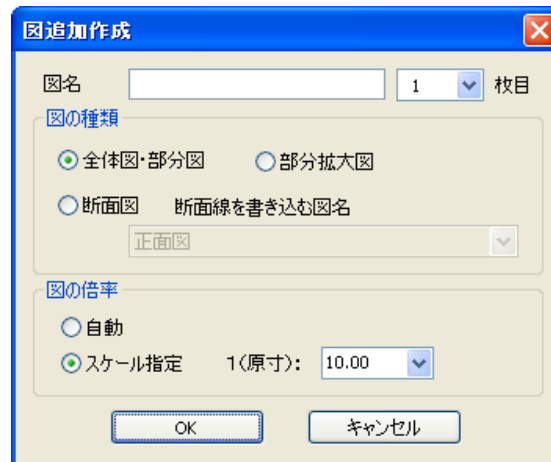 図追加作成
図名 1 枚目
図の種類
全体図・部分図 部分拡大図
断面図 断面線を書き込む図名
正面図
図の倍率
自動
スケール指定 1(原寸): 10.00
OK キャンセル